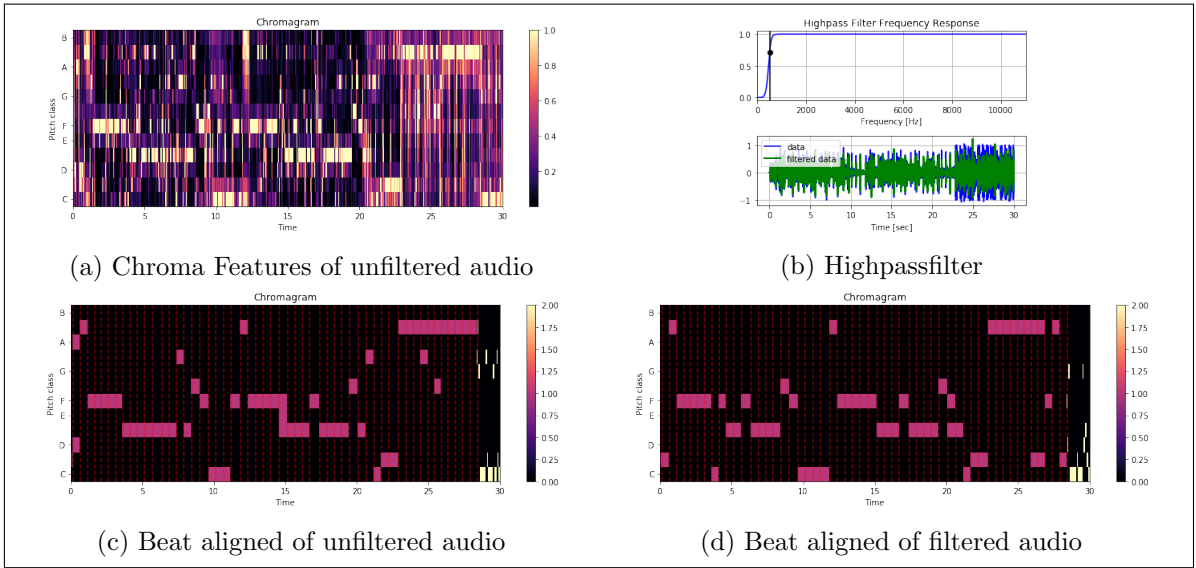 Chromagram
Pitch class
B
A
G
F
E
D
C
0 5 10 15 20 25 30
Time
1.0
0.8
0.6
0.4
0.2
(a) Chroma Features of unfiltered audio
Highpass Filter Frequency Response
1.0
0.5
0.0
0 2000 4000 6000 8000 10000
Frequency [Hz]
data
filtered data
1
0
−1
0 5 10 15 20 25 30
Time [sec]
(b) Highpassfilter
Chromagram
Pitch class
B
A
G
F
E
D
C
0 5 10 15 20 25 30
Time
2.00
1.75
1.50
1.25
1.00
0.75
0.50
0.25
0.00
(c) Beat aligned of unfiltered audio
Chromagram
Pitch class
B
A
G
F
E
D
C
0 5 10 15 20 25 30
Time
2.00
1.75
1.50
1.25
1.00
0.75
0.50
0.25
0.00
(d) Beat aligned of filtered audio